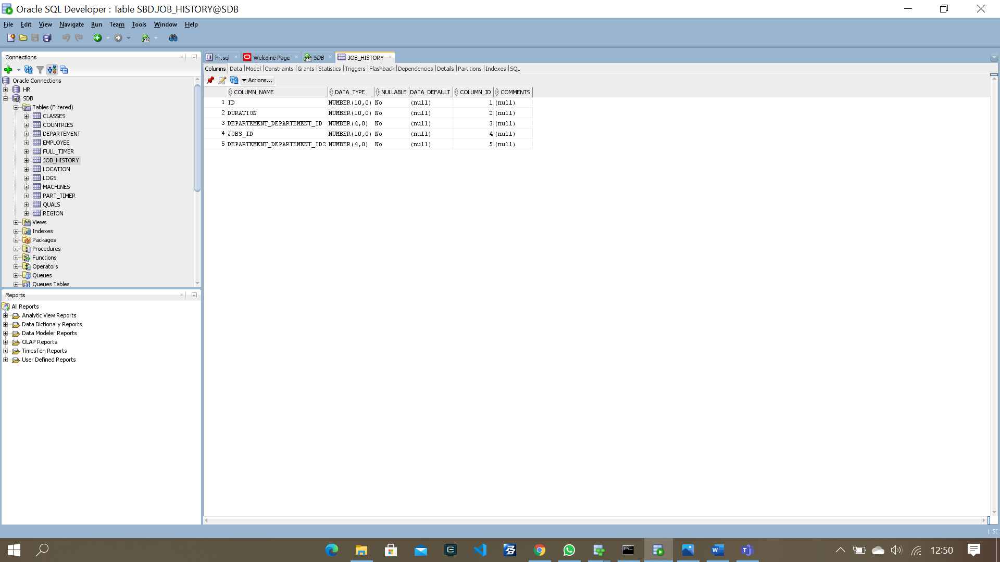 Oracle SQL Developer : Table SBD.JOB_HISTORY@SDB
File Edit View Navigate Run Team Tools Window Help
Connections
Oracle Connections
HR
SDB
Tables (Filtered)
CLASSES
COUNTRIES
DEPARTEMENT
EMPLOYEE
FULL_TIMER
JOB_HISTORY
LOCATION
LOGS
MACHINES
PART_TIMER
QUALS
REGION
Views
Indexes
Packages
Procedures
Functions
Operators
Queues
Queues Tables
Reports
All Reports
Analytic View Reports
Data Dictionary Reports
Data Modeler Reports
OLAP Reports
TimesTen Reports
User Defined Reports
hr.sql Welcome Page SDB JOB_HISTORY
Columns Data Model Constraints Grants Statistics Triggers Flashback Dependencies Details Partitions Indexes SQL
Actions...
COLUMN_NAME DATA_TYPE NULLABLE DATA_DEFAULT COLUMN_ID COMMENTS
1 ID NUMBER(10,0) No (null) 1 (null)
2 DURATION NUMBER(10,0) No (null) 2 (null)
3 DEPARTEMENT_DEPARTEMENT_ID NUMBER(4,0) No (null) 3 (null)
4 JOBS_ID NUMBER(10,0) No (null) 4 (null)
5 DEPARTEMENT_DEPARTEMENT_ID2 NUMBER(4,0) No (null) 5 (null)
12:50